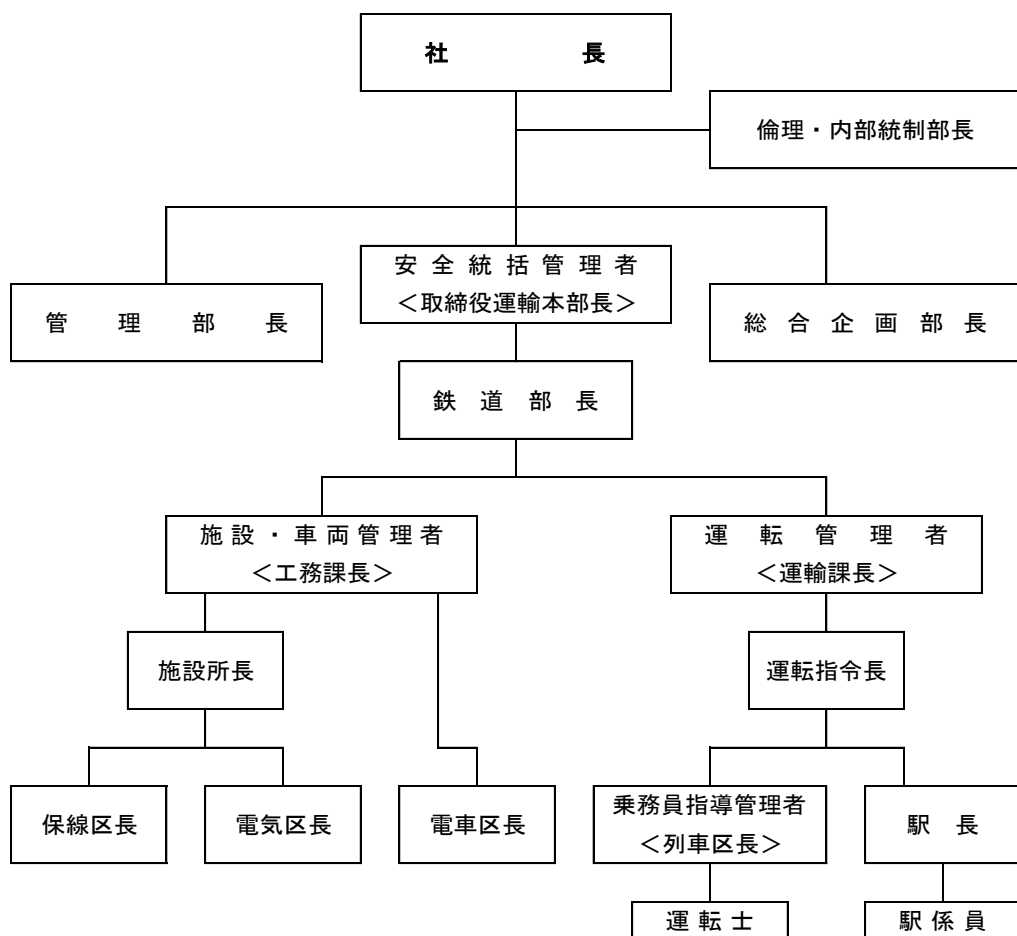 社長
倫理・内部統制部長
安全統括管理者
＜取締役運輸本部長＞
管理部長
総合企画部長
鉄道部長
施設・車両管理者
＜工務課長＞
運転管理者
＜運輸課長＞
施設所長
運転指令長
保線区長
電気区長
電車区長
乗務員指導管理者
＜列車区長＞
駅長
運転士
駅係員